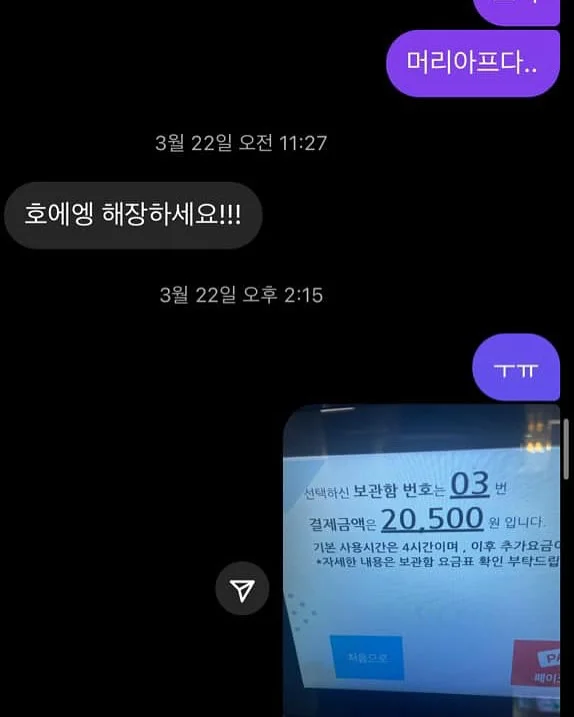 머리아프다..
3월 22일 오전 11:27
호에엥 해장하세요!!!
3월 22일 오후 2:15
ㅜㅠ
선택하신 보관함 번호는 03 번
결제금액은 20,500 원 입니다.
기본 사용시간은 4시간이며, 이후 추가요금이
*자세한 내용은 보관함 요금표 확인 부탁드립
처음으로
PA
페이